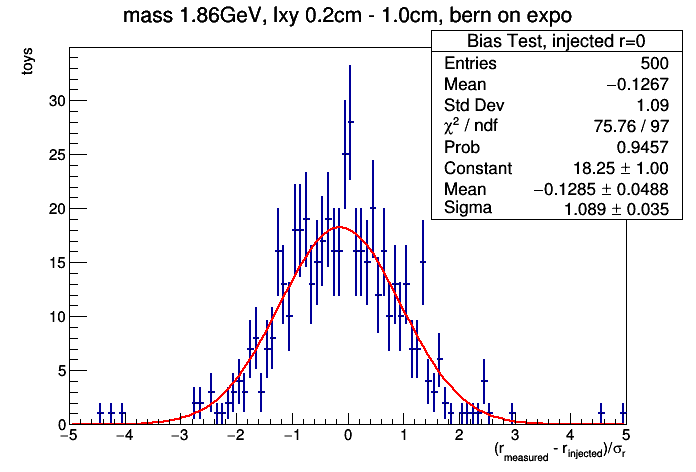 mass 1.86GeV, lxy 0.2cm - 1.0cm, bern on expo
Bias Test, injected r=0
Entries 500
Mean −0.1267
Std Dev 1.09
χ² / ndf 75.76 / 97
Prob 0.9457
Constant 18.25 ± 1.00
Mean −0.1285 ± 0.0488
Sigma 1.089 ± 0.035
toys
30
25
20
15
10
5
0
−5 −4 −3 −2 −1 0 1 2 3 4 5
(r_measured - r_injected)/σ_r